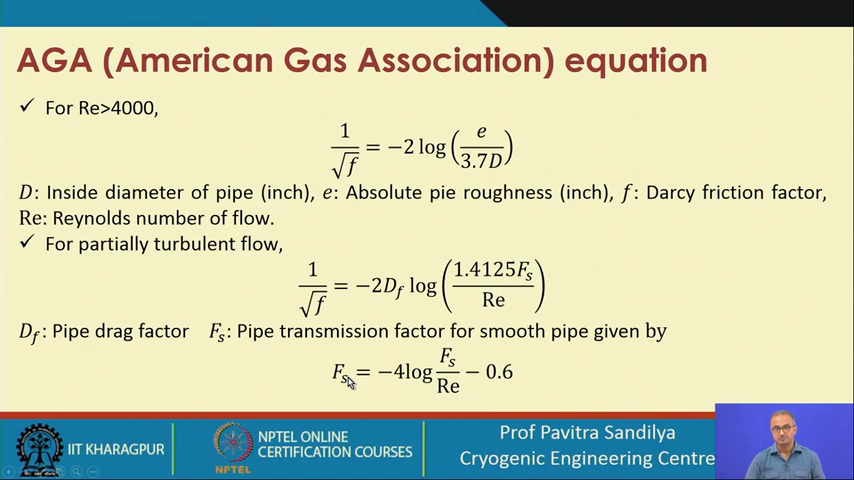 AGA (American Gas Association) equation
✓ For Re>4000,
1/√f = −2 log (e/3.7D)
D: Inside diameter of pipe (inch), e: Absolute pie roughness (inch), f: Darcy friction factor,
Re: Reynolds number of flow.
✓ For partially turbulent flow,
1/√f = −2D_f log (1.4125F_s/Re)
D_f: Pipe drag factor F_s: Pipe transmission factor for smooth pipe given by
F_s = −4log F_s/Re − 0.6
IIT KHARAGPUR
NPTEL
NPTEL ONLINE
CERTIFICATION COURSES
Prof Pavitra Sandilya
Cryogenic Engineering Centre